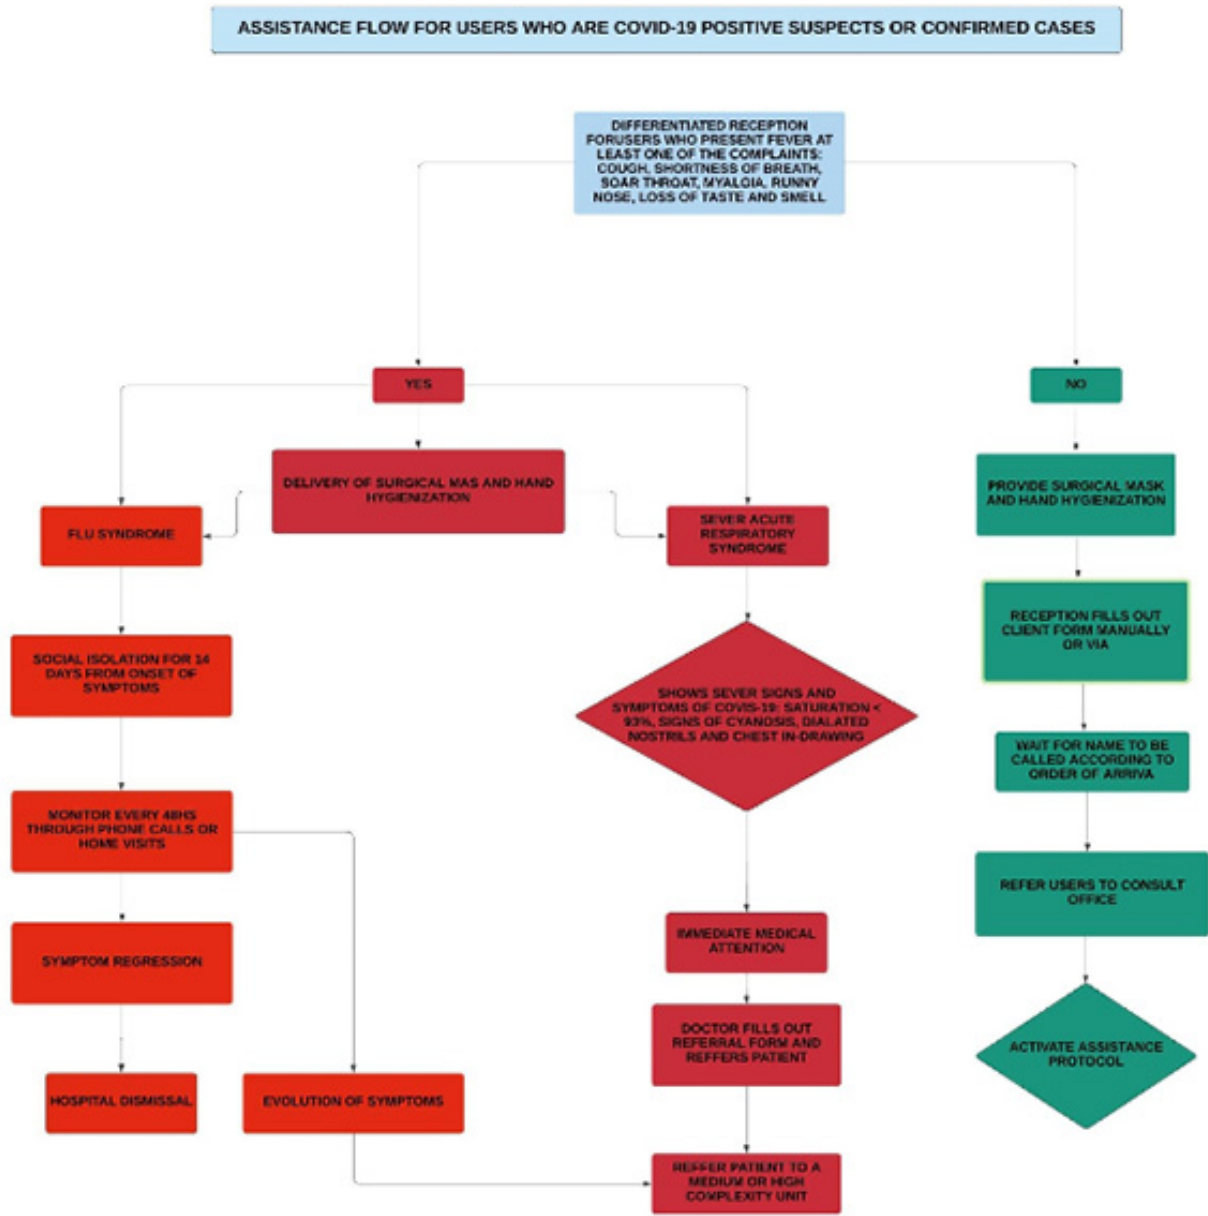 ASSISTANCE FLOW FOR USERS WHO ARE COVID-19 POSITIVE SUSPECTS OR CONFIRMED CASES
DIFFERENTIATED RECEPTION
FORUSERS WHO PRESENT FEVER AT
LEAST ONE OF THE COMPLAINTS:
COUGH, SHORTNESS OF BREATH,
SOAR THROAT, MYALGIA, RUNNY
NOSE, LOSS OF TASTE AND SMELL
YES
NO
DELIVERY OF SURGICAL MAS AND HAND
HYGIENIZATION
FLU SYNDROME
SEVER ACUTE
RESPIRATORY
SYNDROME
PROVIDE SURGICAL MASK
AND HAND HYGIENIZATION
RECEPTION FILLS OUT
CLIENT FORM MANUALLY
OR VIA
SOCIAL ISOLATION FOR 14
DAYS FROM ONSET OF
SYMPTOMS
SHOWS SEVER SIGNS AND
SYMPTOMS OF COVIS-19: SATURATION <
93%, SIGNS OF CYANOSIS, DIALATED
NOSTRILS AND CHEST IN-DRAWING
WAIT FOR NAME TO BE
CALLED ACCORDING TO
ORDER OF ARRIVA
MONITOR EVERY 48HS
THROUGH PHONE CALLS OR
HOME VISITS
REFER USERS TO CONSULT
OFFICE
SYMPTOM REGRESSION
IMMEDIATE MEDICAL
ATTENTION
DOCTOR FILLS OUT
REFERRAL FORM AND
REFFERS PATIENT
ACTIVATE ASSISTANCE
PROTOCOL
HOSPITAL DISMISSAL
EVOLUTION OF SYMPTOMS
REFFER PATIENT TO A
MEDIUM OR HIGH
COMPLEXITY UNIT